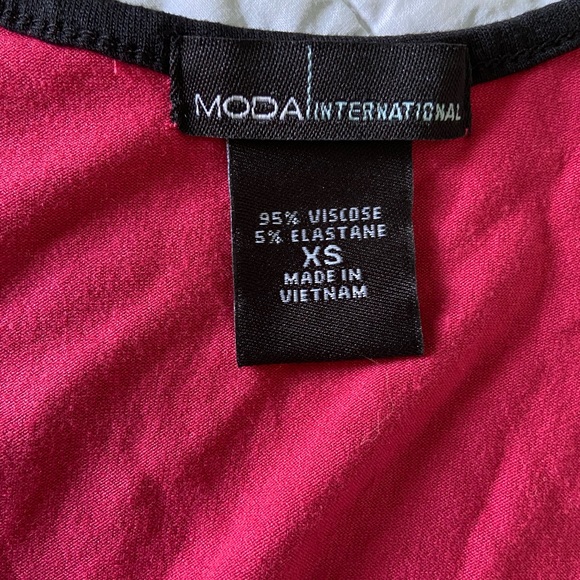 MODA INTERNATIONAL
95% VISCOSE
5% ELASTANE
XS
MADE IN
VIETNAM